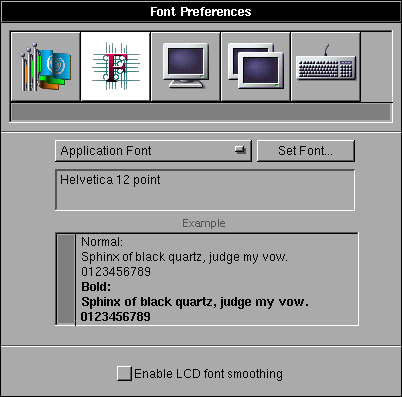 Font Preferences
F
Application Font
Set Font...
Helvetica 12 point
Example
Normal:
Sphinx of black quartz, judge my vow.
0123456789
Bold:
Sphinx of black quartz, judge my vow.
0123456789
Enable LCD font smoothing